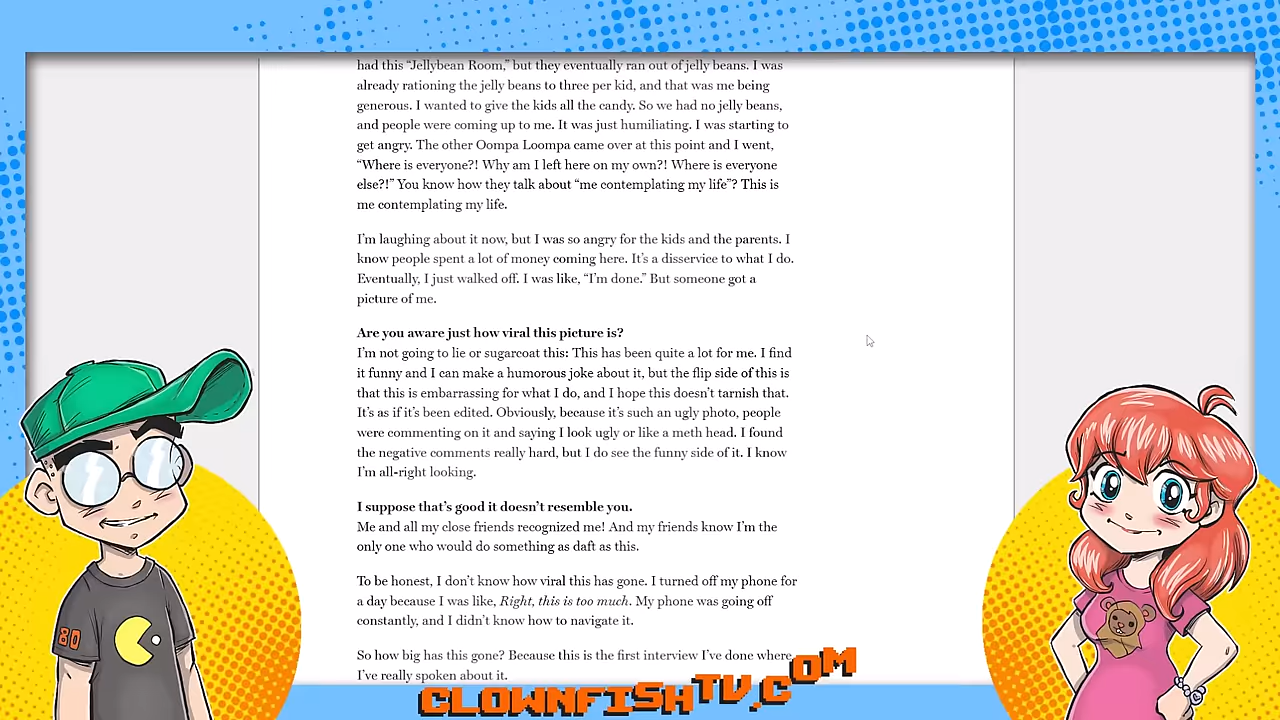 had this “Jellybean Room,” but they eventually ran out of jelly beans. I was
already rationing the jelly beans to three per kid, and that was me being
generous. I wanted to give the kids all the candy. So we had no jelly beans,
and people were coming up to me. It was just humiliating. I was starting to
get angry. The other Oompa Loompa came over at this point and I went,
“Where is everyone?! Why am I left here on my own?! Where is everyone
else?!” You know how they talk about “me contemplating my life”? This is
me contemplating my life.
I’m laughing about it now, but I was so angry for the kids and the parents. I
know people spent a lot of money coming here. It’s a disservice to what I do.
Eventually, I just walked off. I was like, “I’m done.” But someone got a
picture of me.
Are you aware just how viral this picture is?
I’m not going to lie or sugarcoat this: This has been quite a lot for me. I find
it funny and I can make a humorous joke about it, but the flip side of this is
that this is embarrassing for what I do, and I hope this doesn’t tarnish that.
It’s as if it’s been edited. Obviously, because it’s such an ugly photo, people
were commenting on it and saying I look ugly or like a meth head. I found
the negative comments really hard, but I do see the funny side of it. I know
I’m all-right looking.
I suppose that’s good it doesn’t resemble you.
Me and all my close friends recognized me! And my friends know I’m the
only one who would do something as daft as this.
To be honest, I don’t know how viral this has gone. I turned off my phone for
a day because I was like, Right, this is too much. My phone was going off
constantly, and I didn’t know how to navigate it.
So how big has this gone? Because this is the first interview I’ve done where
I’ve really spoken about it.
80
CLOWNFISHTV.COM